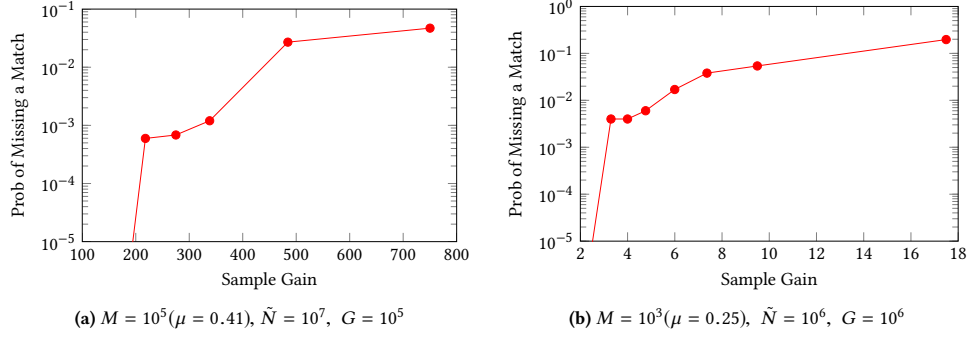 10^{-1}
10^{-2}
10^{-3}
10^{-4}
10^{-5}
Prob of Missing a Match
100 200 300 400 500 600 700 800
Sample Gain
(a) M = 10^5(μ = 0.41), Ñ = 10^7, G = 10^5
10^0
10^{-1}
10^{-2}
10^{-3}
10^{-4}
10^{-5}
Prob of Missing a Match
2 4 6 8 10 12 14 16 18
Sample Gain
(b) M = 10^3(μ = 0.25), Ñ = 10^6, G = 10^6